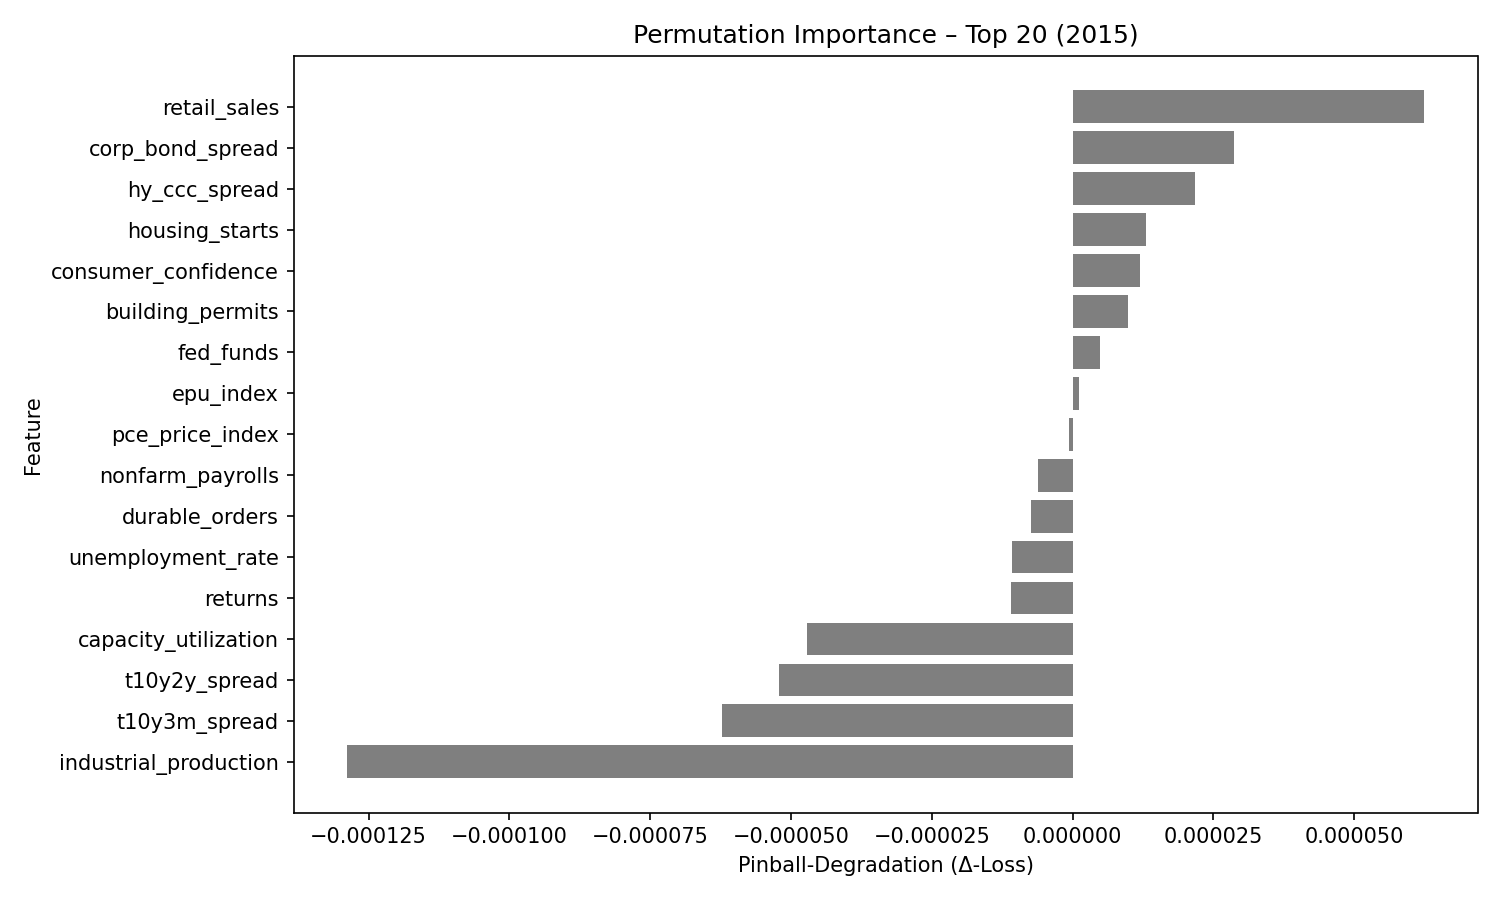 Permutation Importance – Top 20 (2015)
retail_sales
corp_bond_spread
hy_ccc_spread
housing_starts
consumer_confidence
building_permits
fed_funds
epu_index
pce_price_index
nonfarm_payrolls
durable_orders
unemployment_rate
returns
capacity_utilization
t10y2y_spread
t10y3m_spread
industrial_production
Feature
−0.000125 −0.000100 −0.000075 −0.000050 −0.000025 0.000000 0.000025 0.000050
Pinball-Degradation (Δ-Loss)